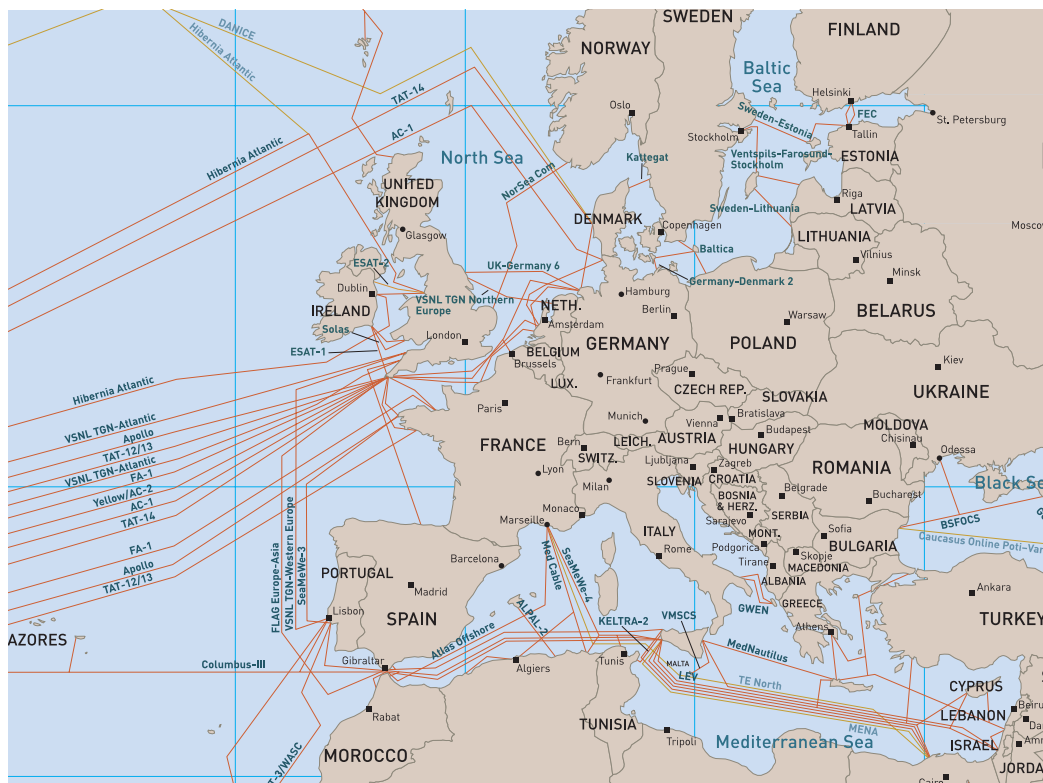 SWEDEN
FINLAND
NORWAY
DANICE
Hibernia Atlantic
Baltic
Sea
TAT-14
Helsinki
Oslo
FEC
St. Petersburg
Sweden-Estonia
AC-1
Stockholm
Tallin
Hibernia Atlantic
North Sea
Kattegat
Ventspils-Farosund-
Stockholm
ESTONIA
NorSea Com
UNITED
KINGDOM
Riga
Sweden-Lithuania
LATVIA
DENMARK
Glasgow
Copenhagen
LITHUANIA
Moscow
Baltica
Vilnius
ESAT-2
UK-Germany 6
Minsk
Germany-Denmark 2
Dublin
VSNL TGN Northern
Europe
Hamburg
NETH.
IRELAND
Berlin
BELARUS
Solas
Amsterdam
Warsaw
London
GERMANY
POLAND
ESAT-1
BELGIUM
Brussels
Kiev
Prague
Hibernia Atlantic
LUX.
Frankfurt
CZECH REP.
UKRAINE
SLOVAKIA
Paris
VSNL TGN-Atlantic
Munich
Vienna
Bratislava
MOLDOVA
Apollo
Budapest
Chisinau
TAT-12/13
FRANCE
Bern
LEICH.
AUSTRIA
HUNGARY
VSNL TGN-Atlantic
SWITZ.
Ljubljana
Zagreb
Odessa
FA-1
Lyon
SLOVENIA
CROATIA
ROMANIA
Yellow/AC-2
Milan
Black Se
AC-1
BOSNIA
& HERZ.
Belgrade
Bucharest
TAT-14
Monaco
Sarajevo
SERBIA
Marseille
ITALY
MONT.
Sofia
BSFOCS
FA-1
Rome
Podgorica
Skopje
BULGARIA
Caucasus Online Poti-Var
Barcelona
Tirane
MACEDONIA
Apollo
PORTUGAL
Madrid
ALBANIA
TAT-12/13
Ankara
FLAG Europe-Asia
VSNL TGN-Western Europe
SeaMeWe-3
Med Cable
SeaMeWe-4
GWEN
GREECE
Lisbon
SPAIN
ALPAL-2
KELTRA-2
VMSCS
TURKEY
AZORES
Athens
Atlas Offshore
MedNautilus
Columbus-III
Gibraltar
Algiers
Tunis
MALTA
LEV
TE North
CYPRUS
Rabat
LEBANON
Beiru
TUNISIA
MENA
Da
Tripoli
Mediterranean Sea
ISRAEL
Amm
MOROCCO
T-3/WASC
JORDA
Cairo